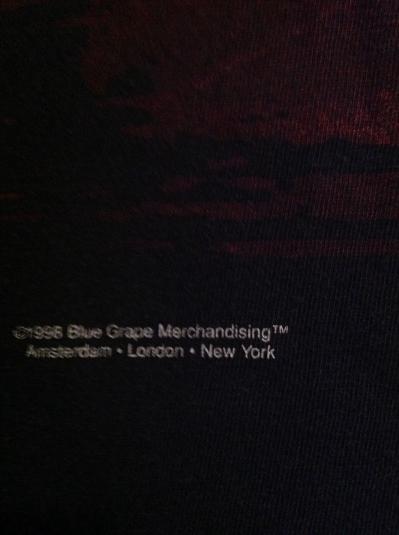 ©1996 Blue Grape Merchandising™
Amsterdam • London • New York